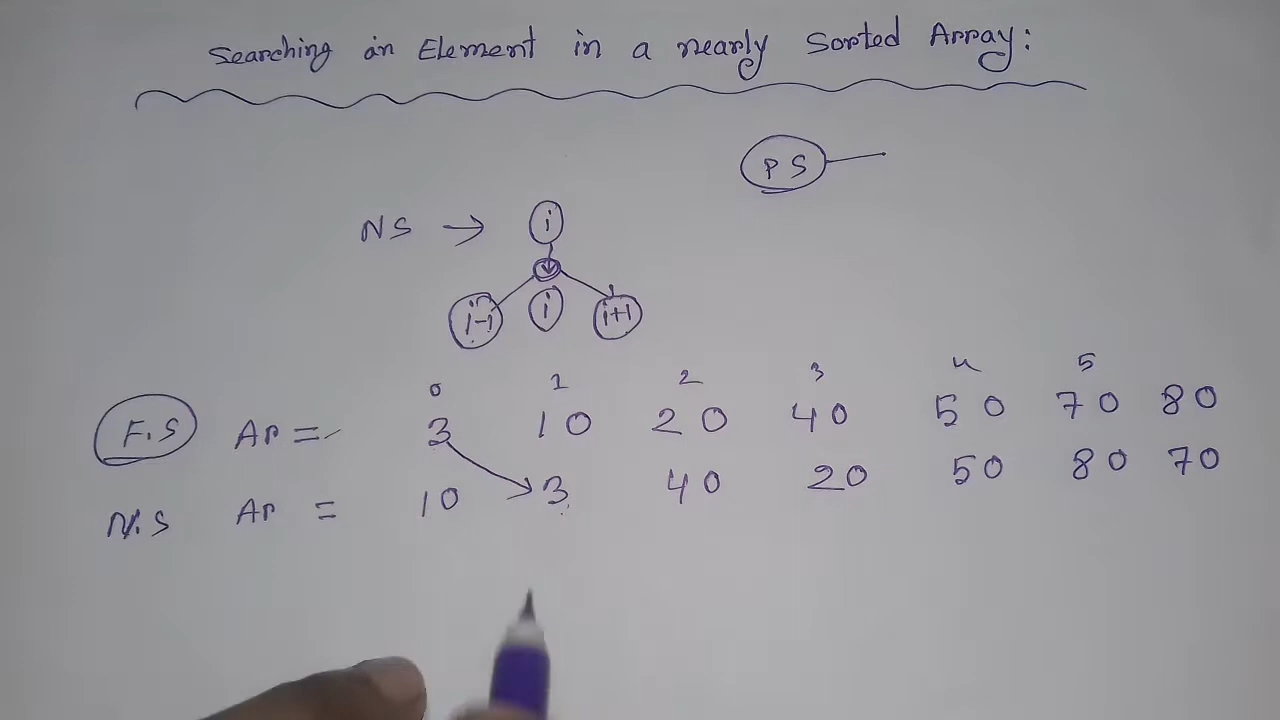 Searching an Element in a nearly Sorted Array:
PS
NS → i
i-1 i i+1
0 1 2 3 4 5
F.S Ar = 3 10 20 40 50 70 80
N.S Ar = 10 3 40 20 50 80 70